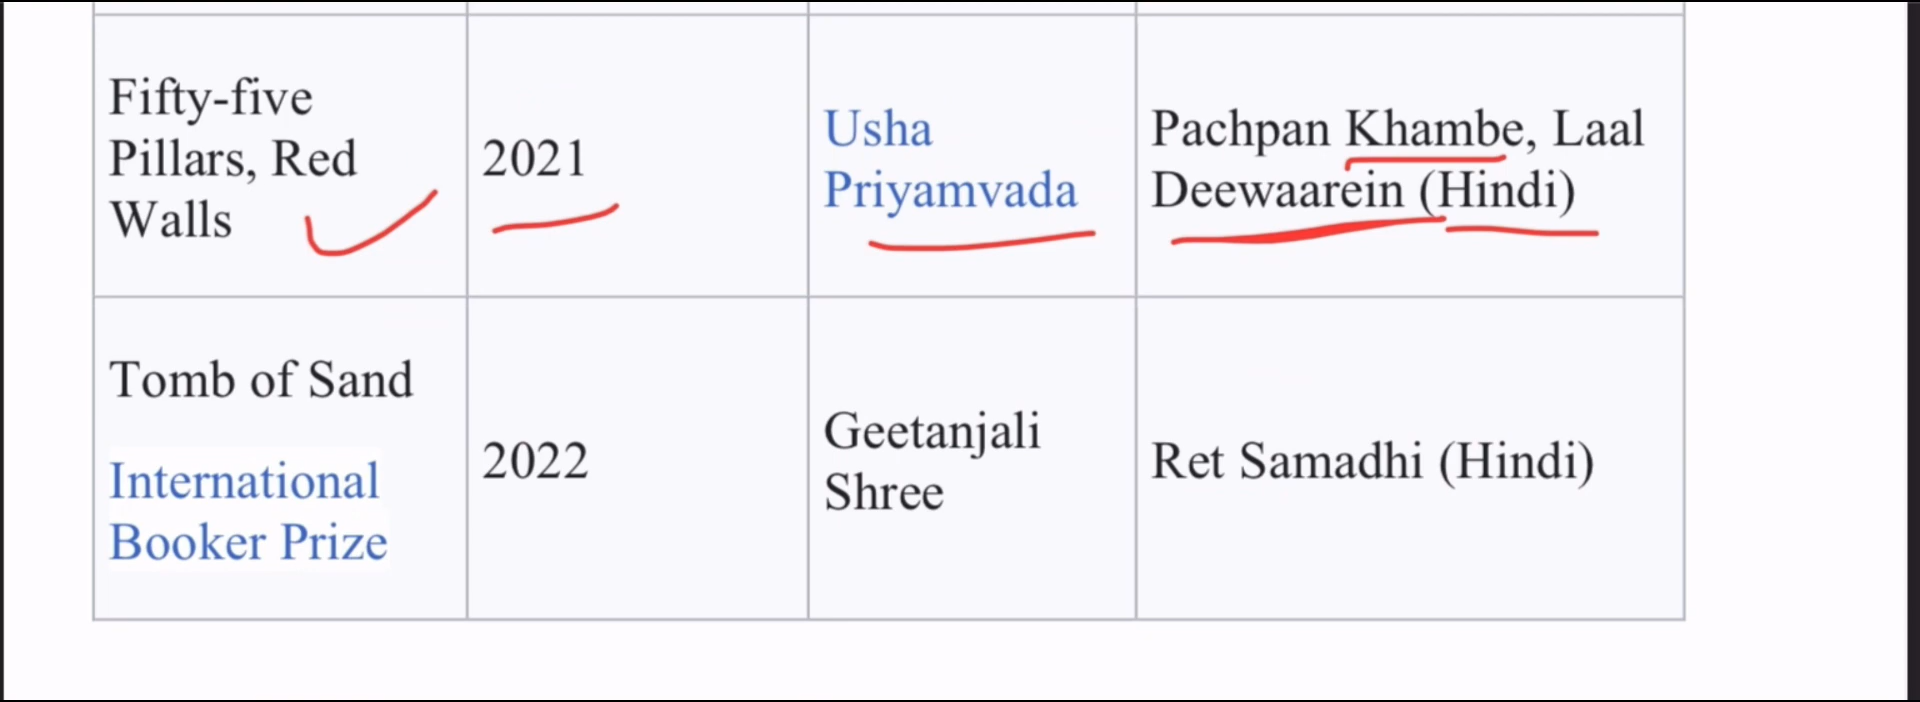 Fifty-five
Pillars, Red
Walls
2021
Usha
Priyamvada
Pachpan Khambe, Laal
Deewaarein (Hindi)
Tomb of Sand
International
Booker Prize
2022
Geetanjali
Shree
Ret Samadhi (Hindi)